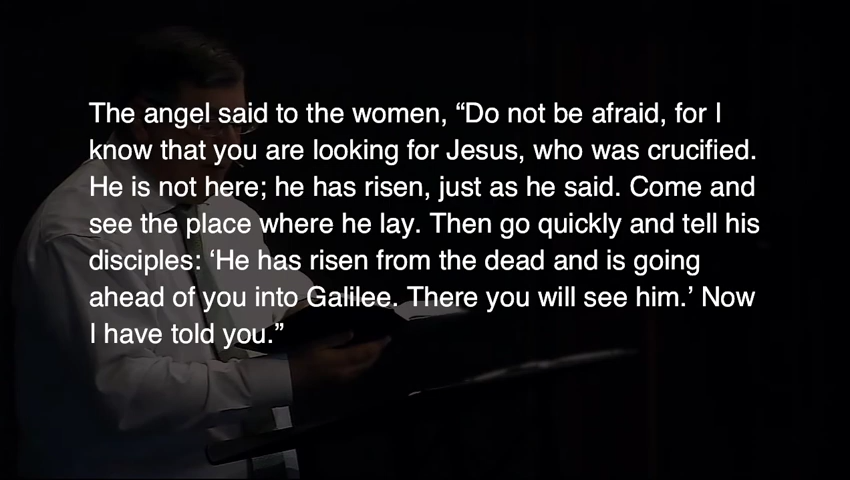 The angel said to the women, “Do not be afraid, for I
know that you are looking for Jesus, who was crucified.
He is not here; he has risen, just as he said. Come and
see the place where he lay. Then go quickly and tell his
disciples: ‘He has risen from the dead and is going
ahead of you into Galilee. There you will see him.’ Now
I have told you.”